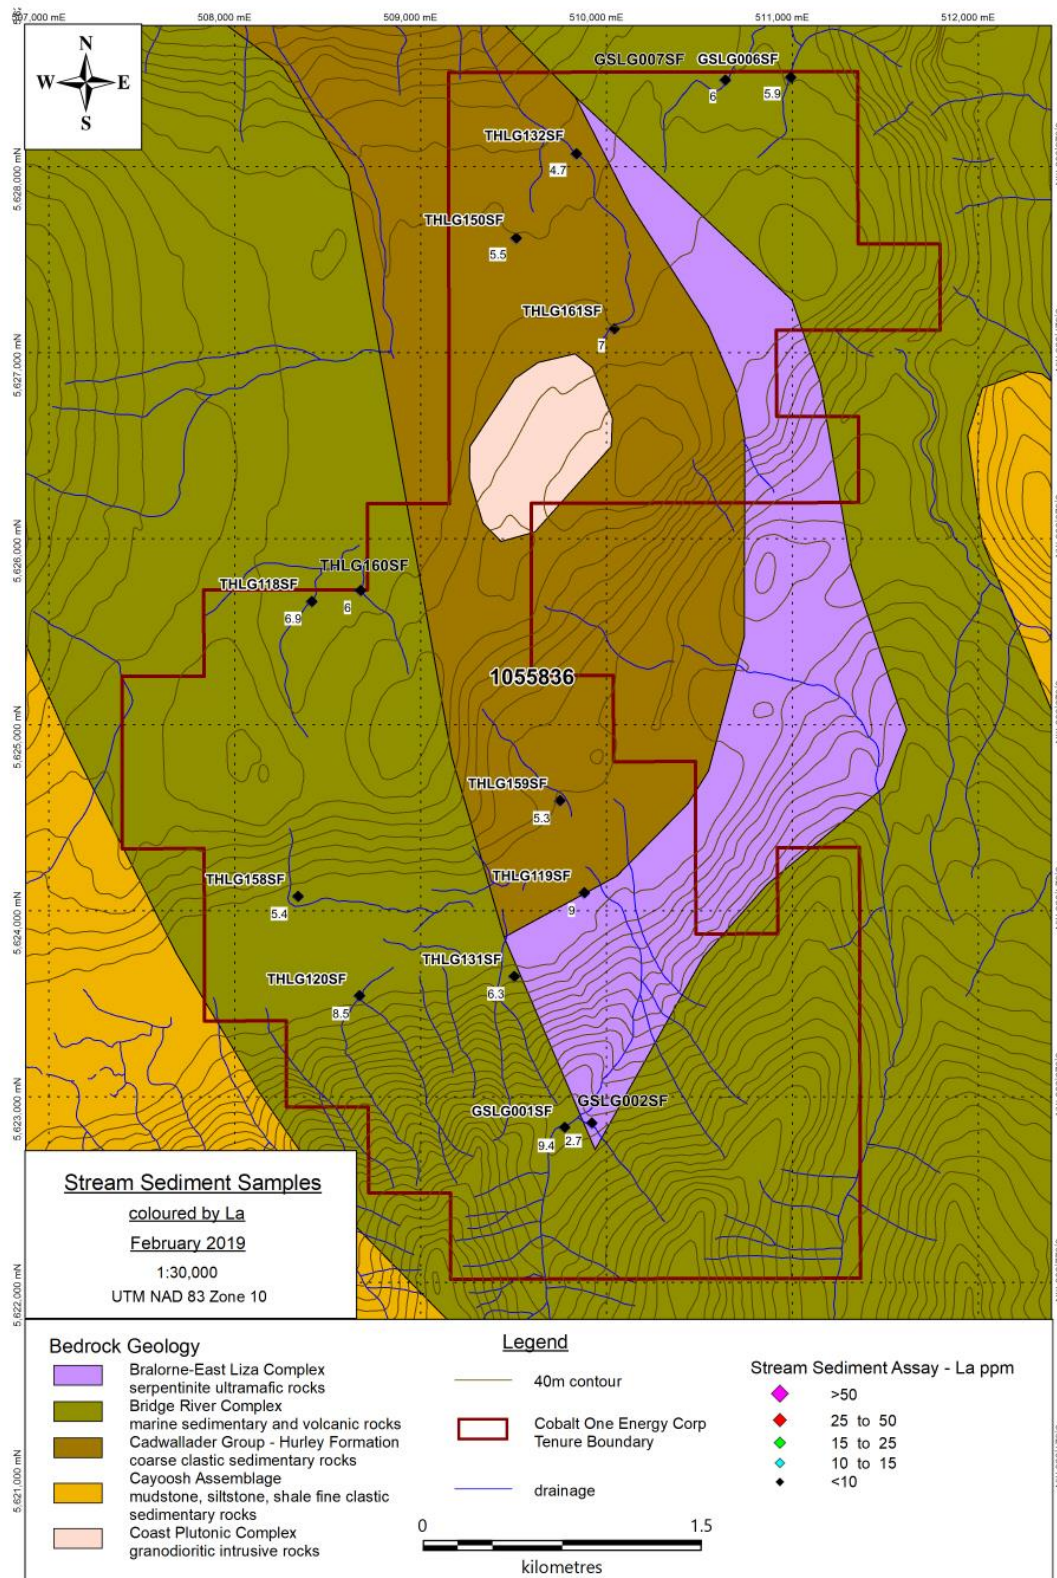 507,000 mE 508,000 mE 509,000 mE 510,000 mE 511,000 mE 512,000 mE
N
W E
S
GSLG007SF GSLG006SF
6 5.9
THLG132SF
4.7
5,628,000 mN
THLG150SF
5.5
THLG161SF
7
5,627,000 mN
5,626,000 mN
THLG160SF
THLG118SF
6.9 6
1055836
5,625,000 mN
THLG159SF
5.3
THLG158SF THLG119SF
5.4 9
5,624,000 mN
THLG131SF
THLG120SF 6.3
8.5
5,623,000 mN
GSLG001SF GSLG002SF
9.4 2.7
Stream Sediment Samples
coloured by La
February 2019
1:30,000
UTM NAD 83 Zone 10
5,622,000 mN
5,621,000 mN
Bedrock Geology
Bralorne-East Liza Complex
serpentinite ultramafic rocks
Bridge River Complex
marine sedimentary and volcanic rocks
Cadwallader Group - Hurley Formation
coarse clastic sedimentary rocks
Cayoosh Assemblage
mudstone, siltstone, shale fine clastic
sedimentary rocks
Coast Plutonic Complex
granodioritic intrusive rocks
Legend
40m contour
Cobalt One Energy Corp
Tenure Boundary
drainage
0 1.5
kilometres
Stream Sediment Assay - La ppm
>50
25 to 50
15 to 25
10 to 15
<10